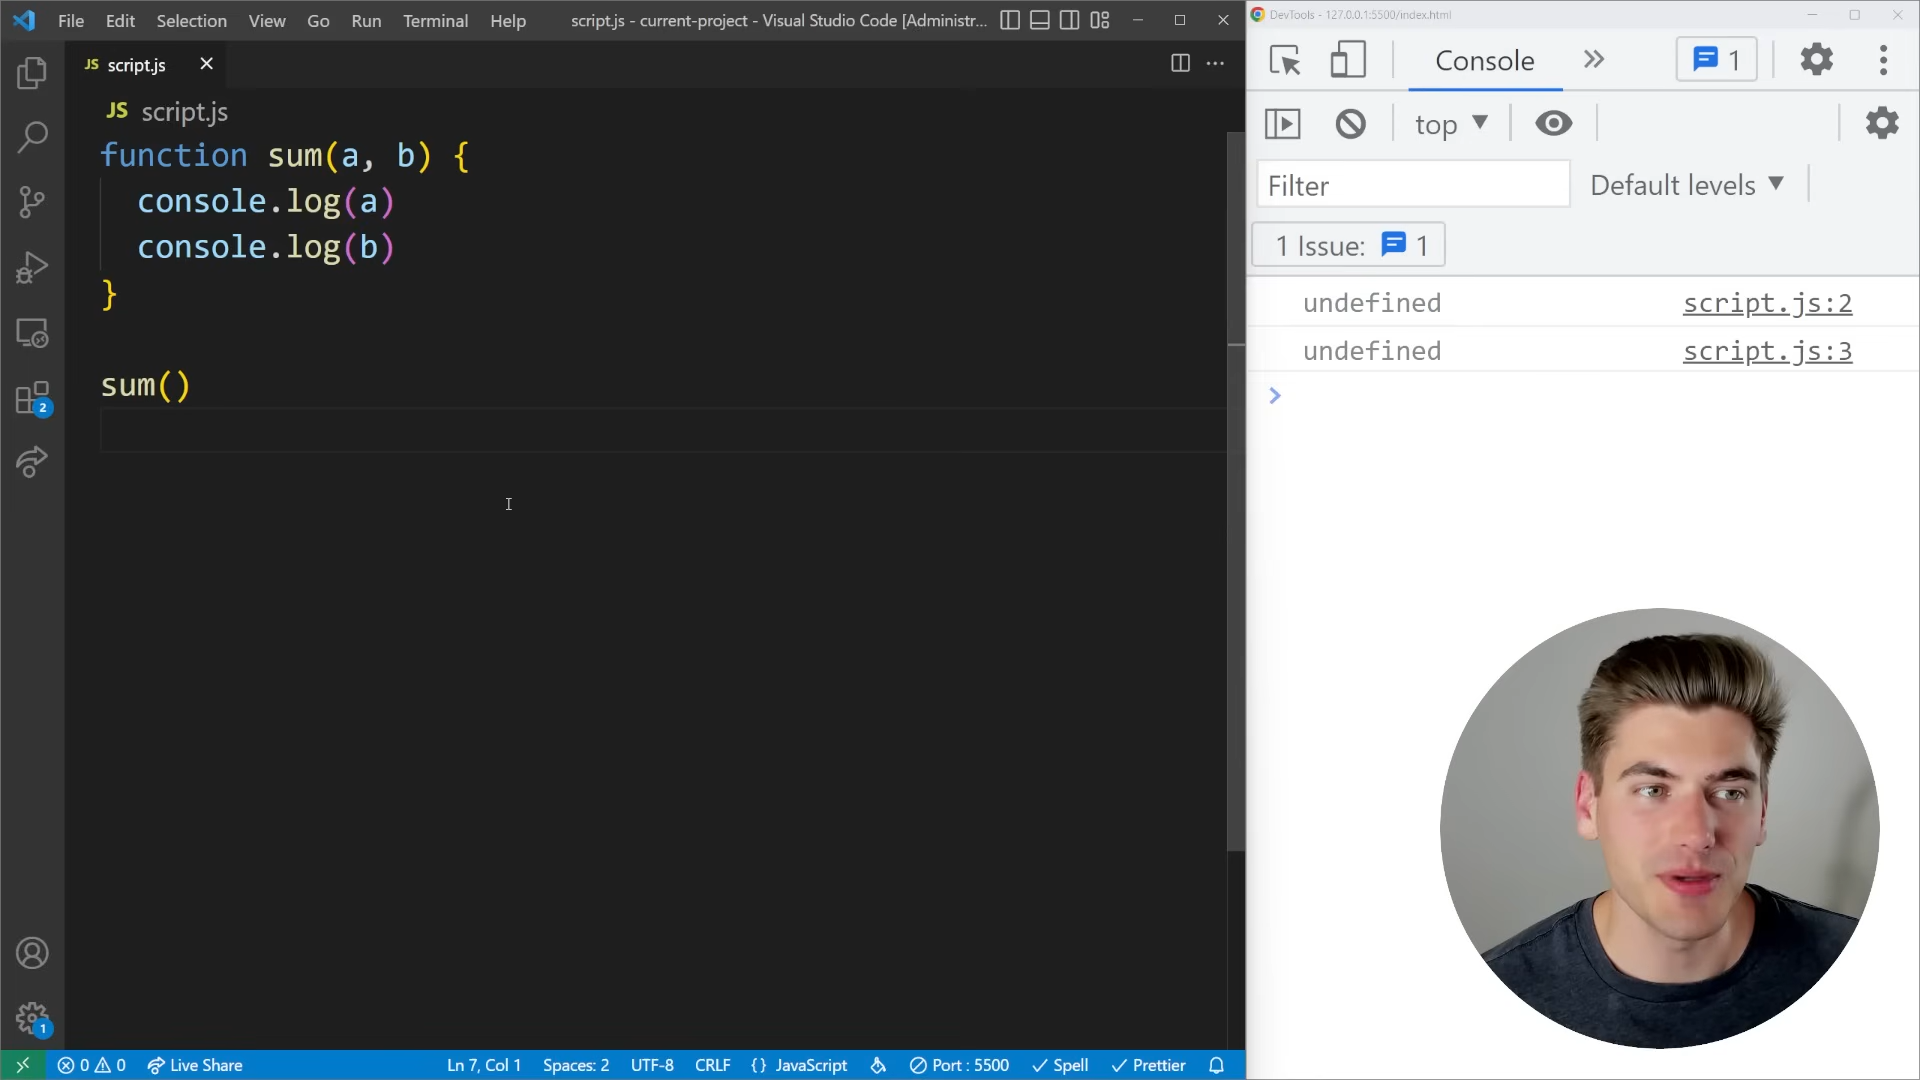 File Edit Selection View Go Run Terminal Help script.js - current-project - Visual Studio Code [Administr...
JS script.js
JS script.js
function sum(a, b) {
console.log(a)
console.log(b)
}
sum()
2
1
0 0 Live Share Ln 7, Col 1 Spaces: 2 UTF-8 CRLF {} JavaScript Port : 5500 Spell Prettier
DevTools - 127.0.0.1:5500/index.html
Console 1
top
Filter Default levels
1 Issue: 1
undefined script.js:2
undefined script.js:3